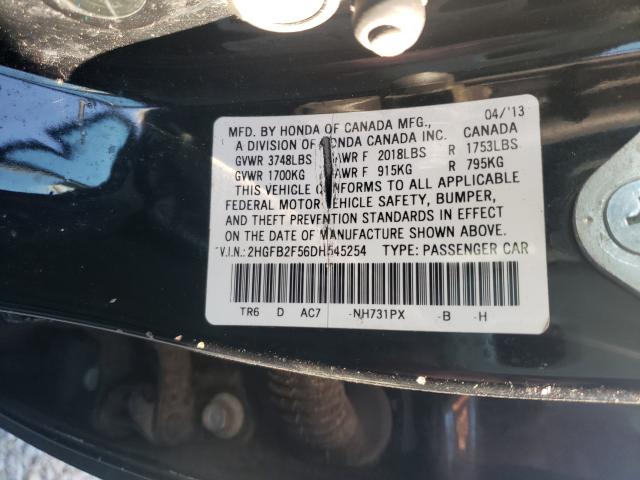 04/'13
MFD. BY HONDA OF CANADA MFG.,
A DIVISION OF HONDA CANADA INC. CANADA
GVWR 3748LBS GAWR F 2018LBS R 1753LBS
GVWR 1700KG GAWR F 915KG R 795KG
THIS VEHICLE CONFORMS TO ALL APPLICABLE
FEDERAL MOTOR VEHICLE SAFETY, BUMPER,
AND THEFT PREVENTION STANDARDS IN EFFECT
ON THE DATE OF MANUFACTURE SHOWN ABOVE.
V.I.N.: 2HGFB2F56DH545254 TYPE: PASSENGER CAR
TR6 D AC7 -NH731PX -B -H